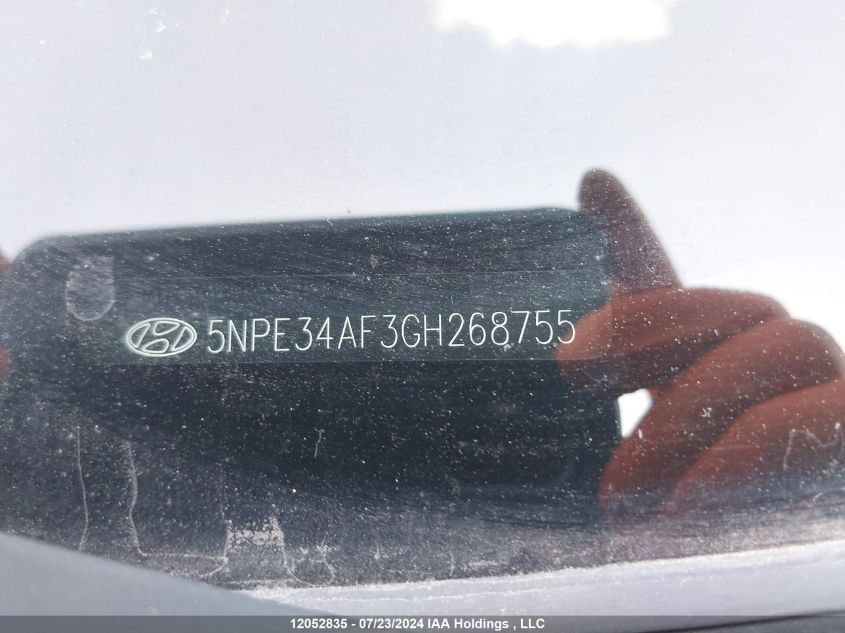 5NPE34AF3GH268755
12052835 - 07/23/2024 IAA Holdings , LLC